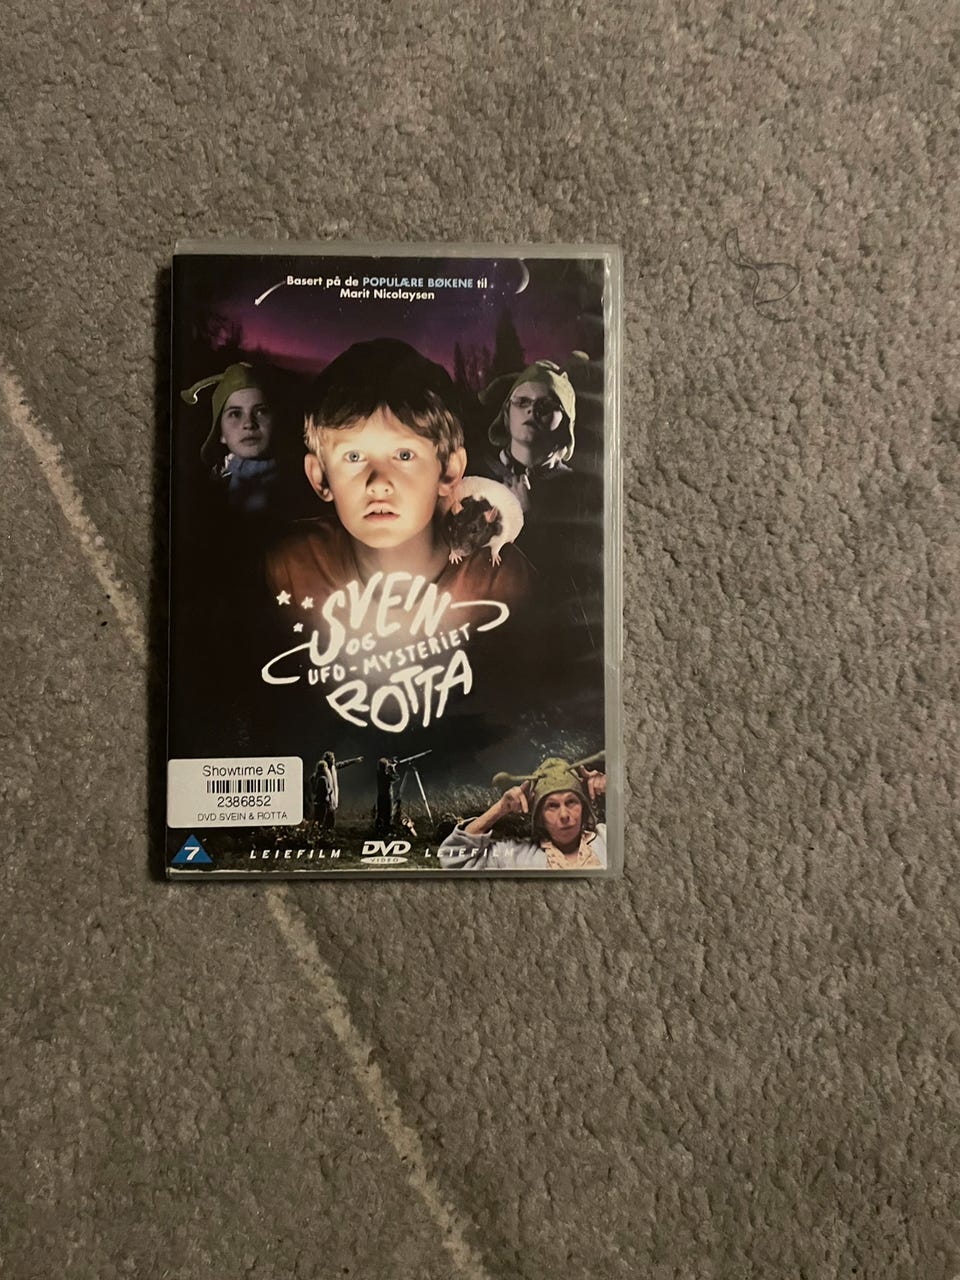 Basert på de POPULÆRE BØKENE til
Marit Nicolaysen
SVEIN
OG
UFO-MYSTERIET
ROTTA
Showtime AS
2386852
DVD SVEIN & ROTTA
7 LEIEFILM DVD VIDEO LEIEFILM